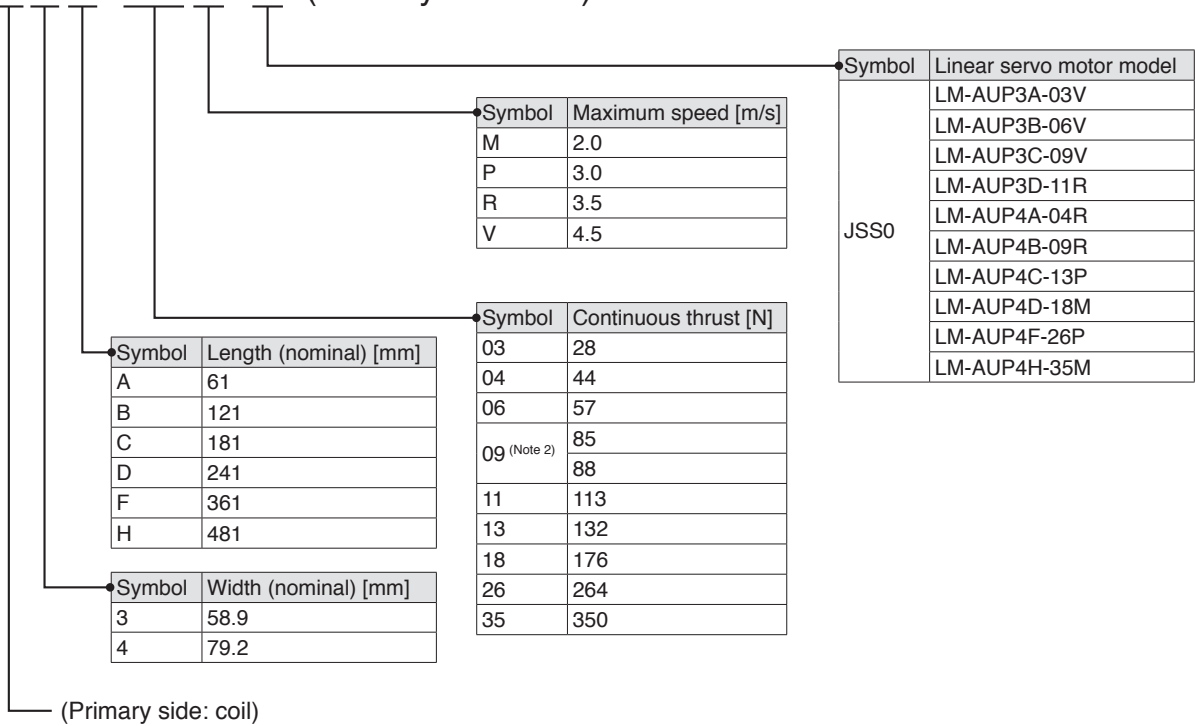 Symbol Linear servo motor model
JSS0
LM-AUP3A-03V
LM-AUP3B-06V
LM-AUP3C-09V
LM-AUP3D-11R
LM-AUP4A-04R
LM-AUP4B-09R
LM-AUP4C-13P
LM-AUP4D-18M
LM-AUP4F-26P
LM-AUP4H-35M
Symbol Maximum speed [m/s]
M 2.0
P 3.0
R 3.5
V 4.5
Symbol Continuous thrust [N]
03 28
04 44
06 57
09 (Note 2) 85
88
11 113
13 132
18 176
26 264
35 350
Symbol Length (nominal) [mm]
A 61
B 121
C 181
D 241
F 361
H 481
Symbol Width (nominal) [mm]
3 58.9
4 79.2
(Primary side: coil)